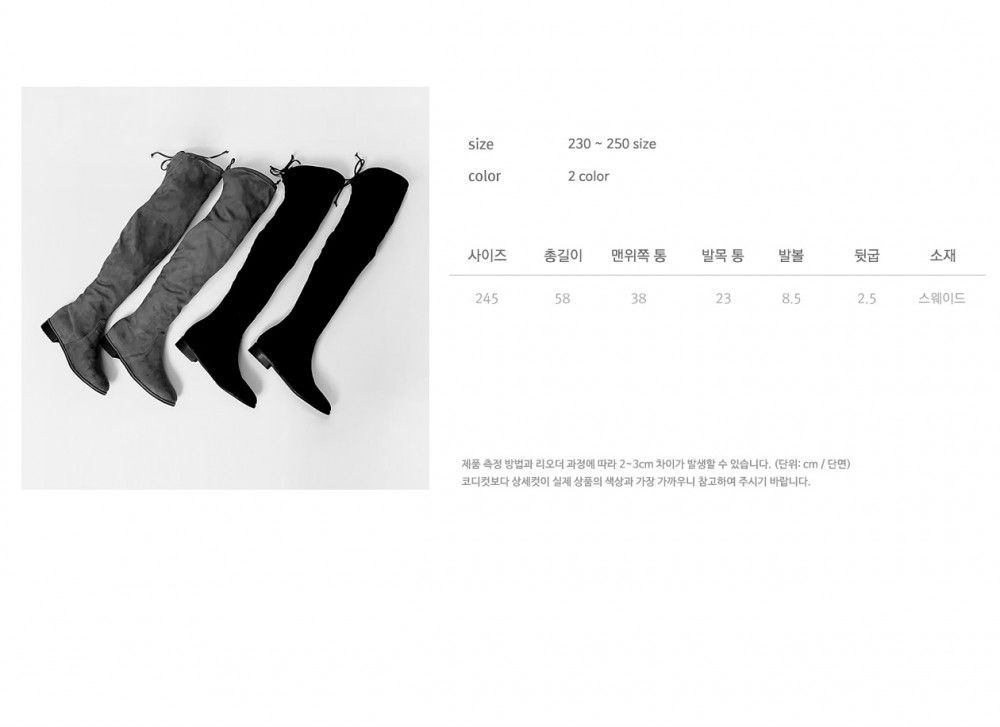 size 230 ~ 250 size
color 2 color
사이즈 총길이 맨위쪽 통 발목 통 발볼 뒷굽 소재
245 58 38 23 8.5 2.5 스웨이드
제품 측정 방법과 리오더 과정에 따라 2~3cm 차이가 발생할 수 있습니다. (단위: cm / 단면)
코디컷보다 상세컷이 실제 상품의 색상과 가장 가까우니 참고하여 주시기 바랍니다.